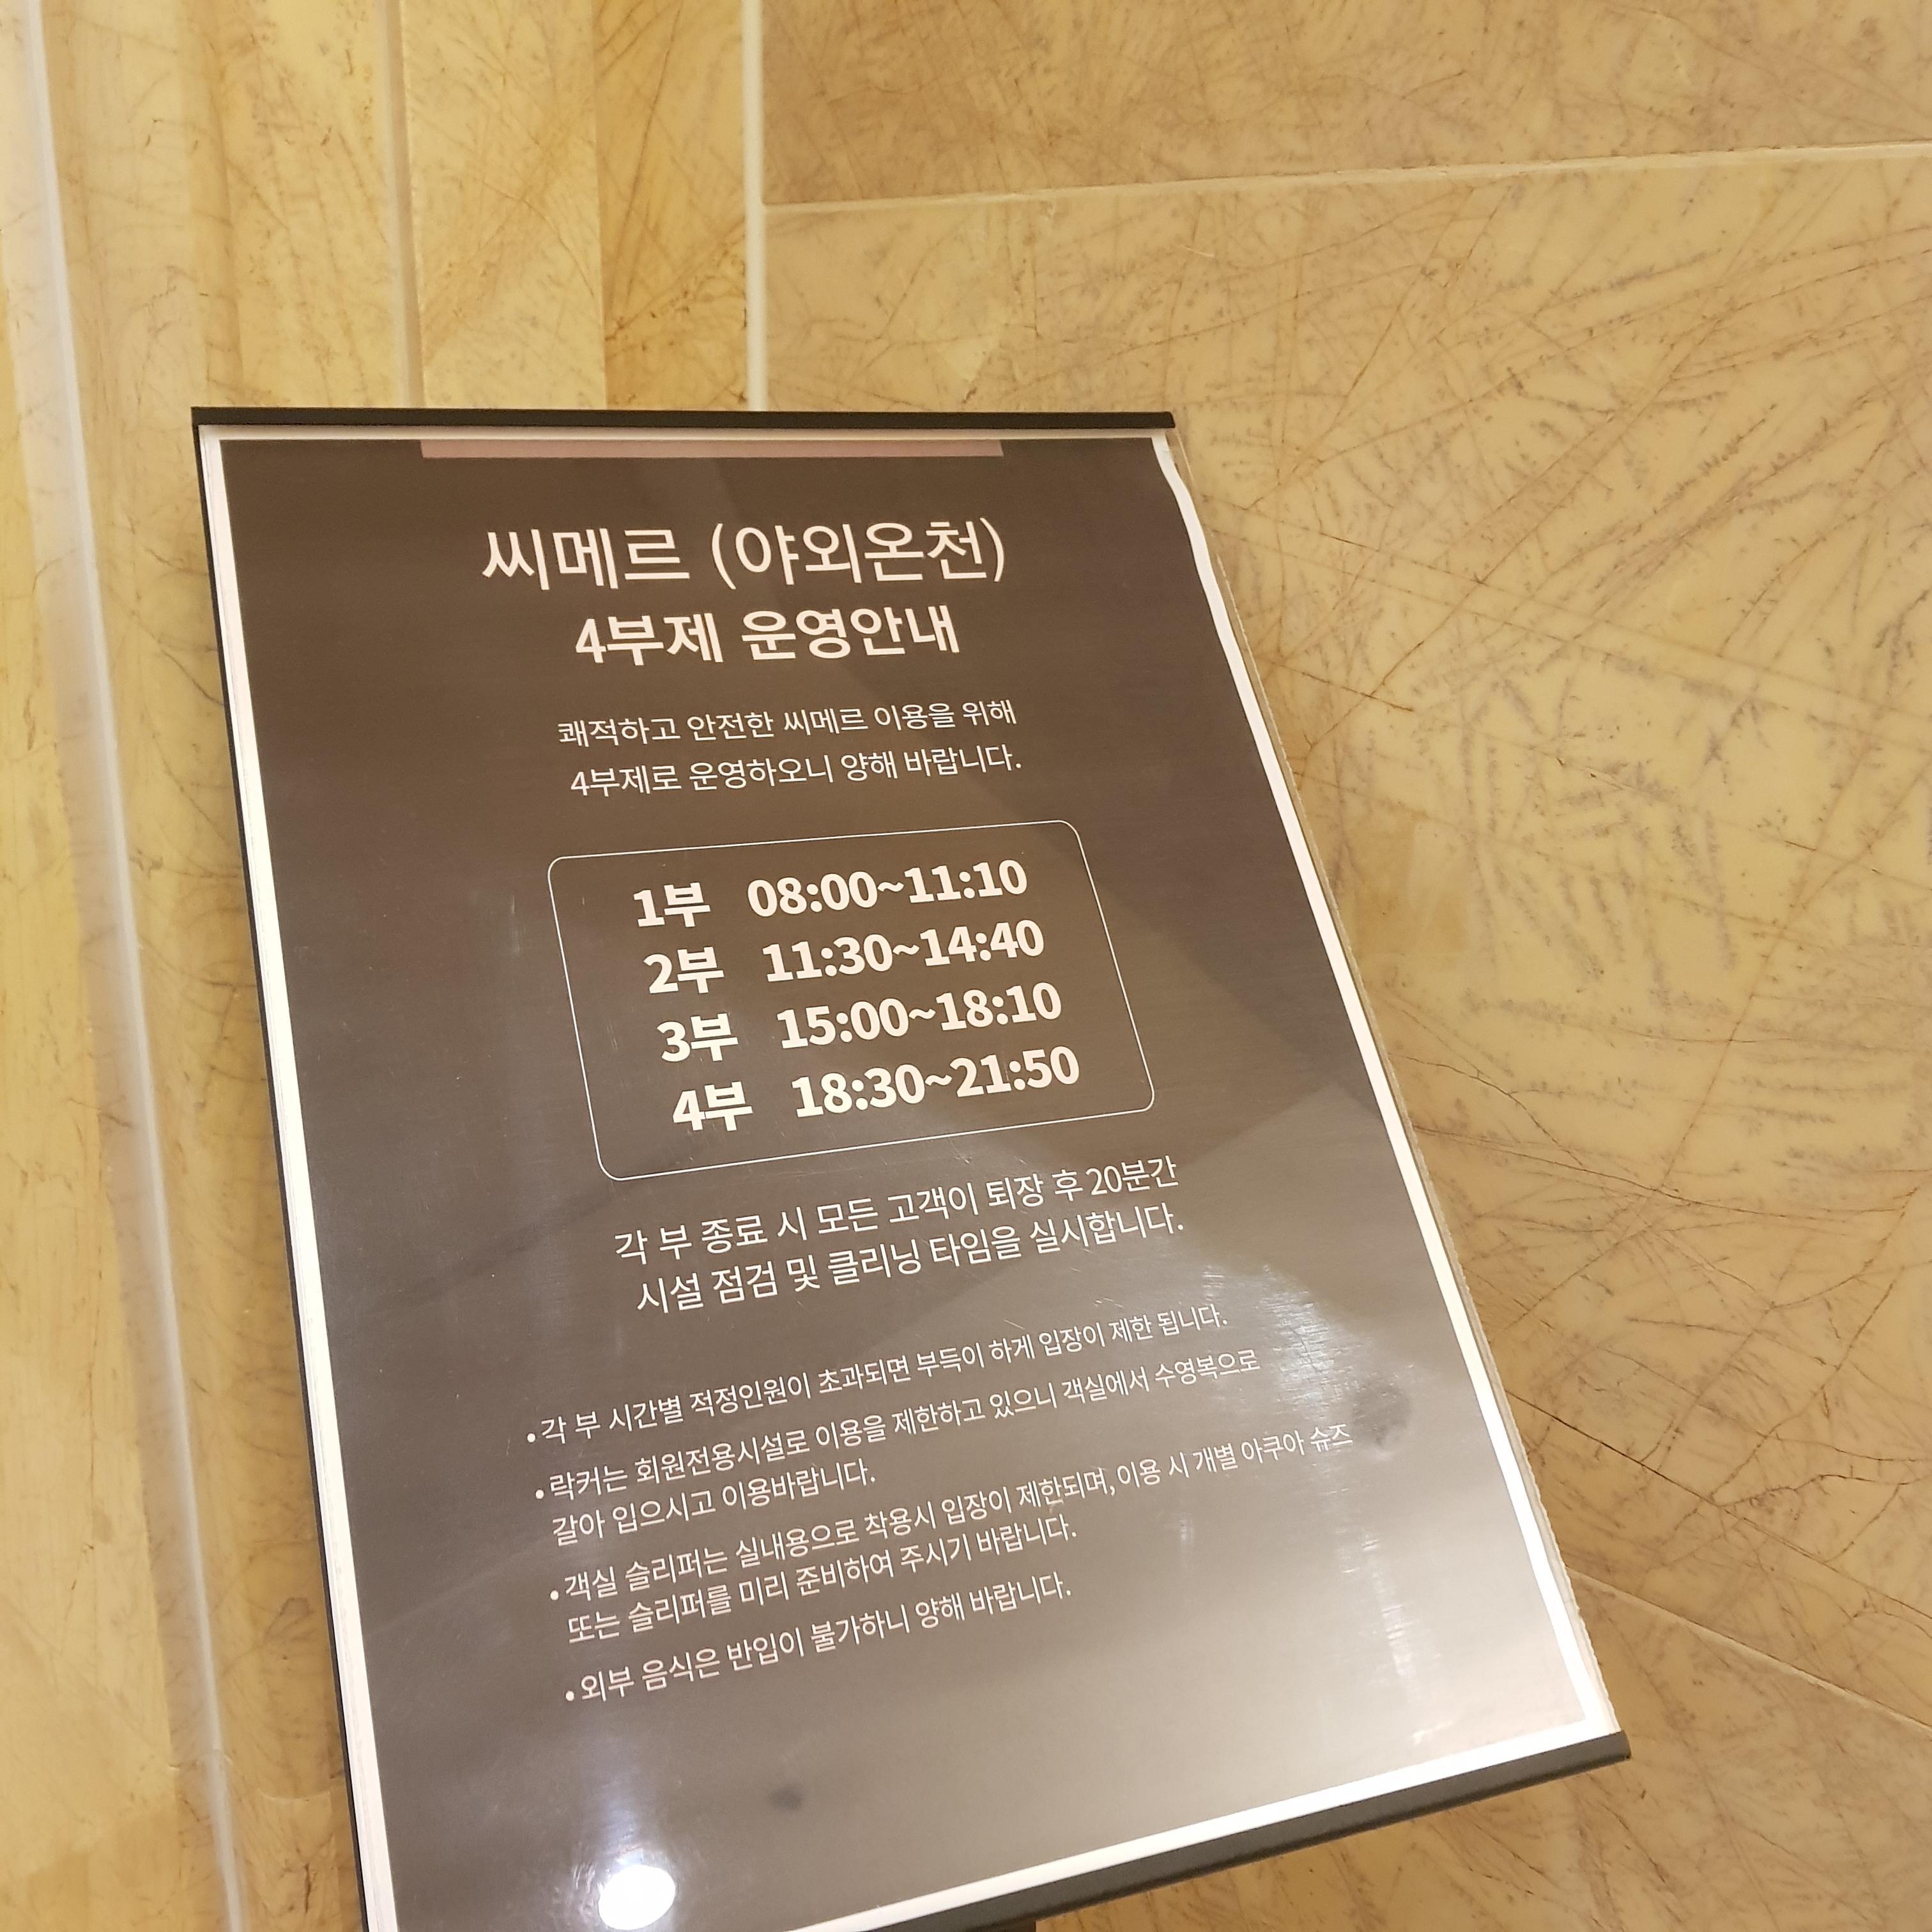 씨메르 (야외온천)
4부제 운영안내
쾌적하고 안전한 씨메르 이용을 위해
4부제로 운영하오니 양해 바랍니다.
1부 08:00~11:10
2부 11:30~14:40
3부 15:00~18:10
4부 18:30~21:50
각 부 종료 시 모든 고객이 퇴장 후 20분간
시설 점검 및 클리닝 타임을 실시합니다.
• 각 부 시간별 적정인원이 초과되면 부득이 하게 입장이 제한 됩니다.
• 락커는 회원전용시설로 이용을 제한하고 있으니 객실에서 수영복으로
갈아 입으시고 이용바랍니다.
• 객실 슬리퍼는 실내용으로 착용시 입장이 제한되며, 이용 시 개별 아쿠아 슈즈
또는 슬리퍼를 미리 준비하여 주시기 바랍니다.
• 외부 음식은 반입이 불가하니 양해 바랍니다.